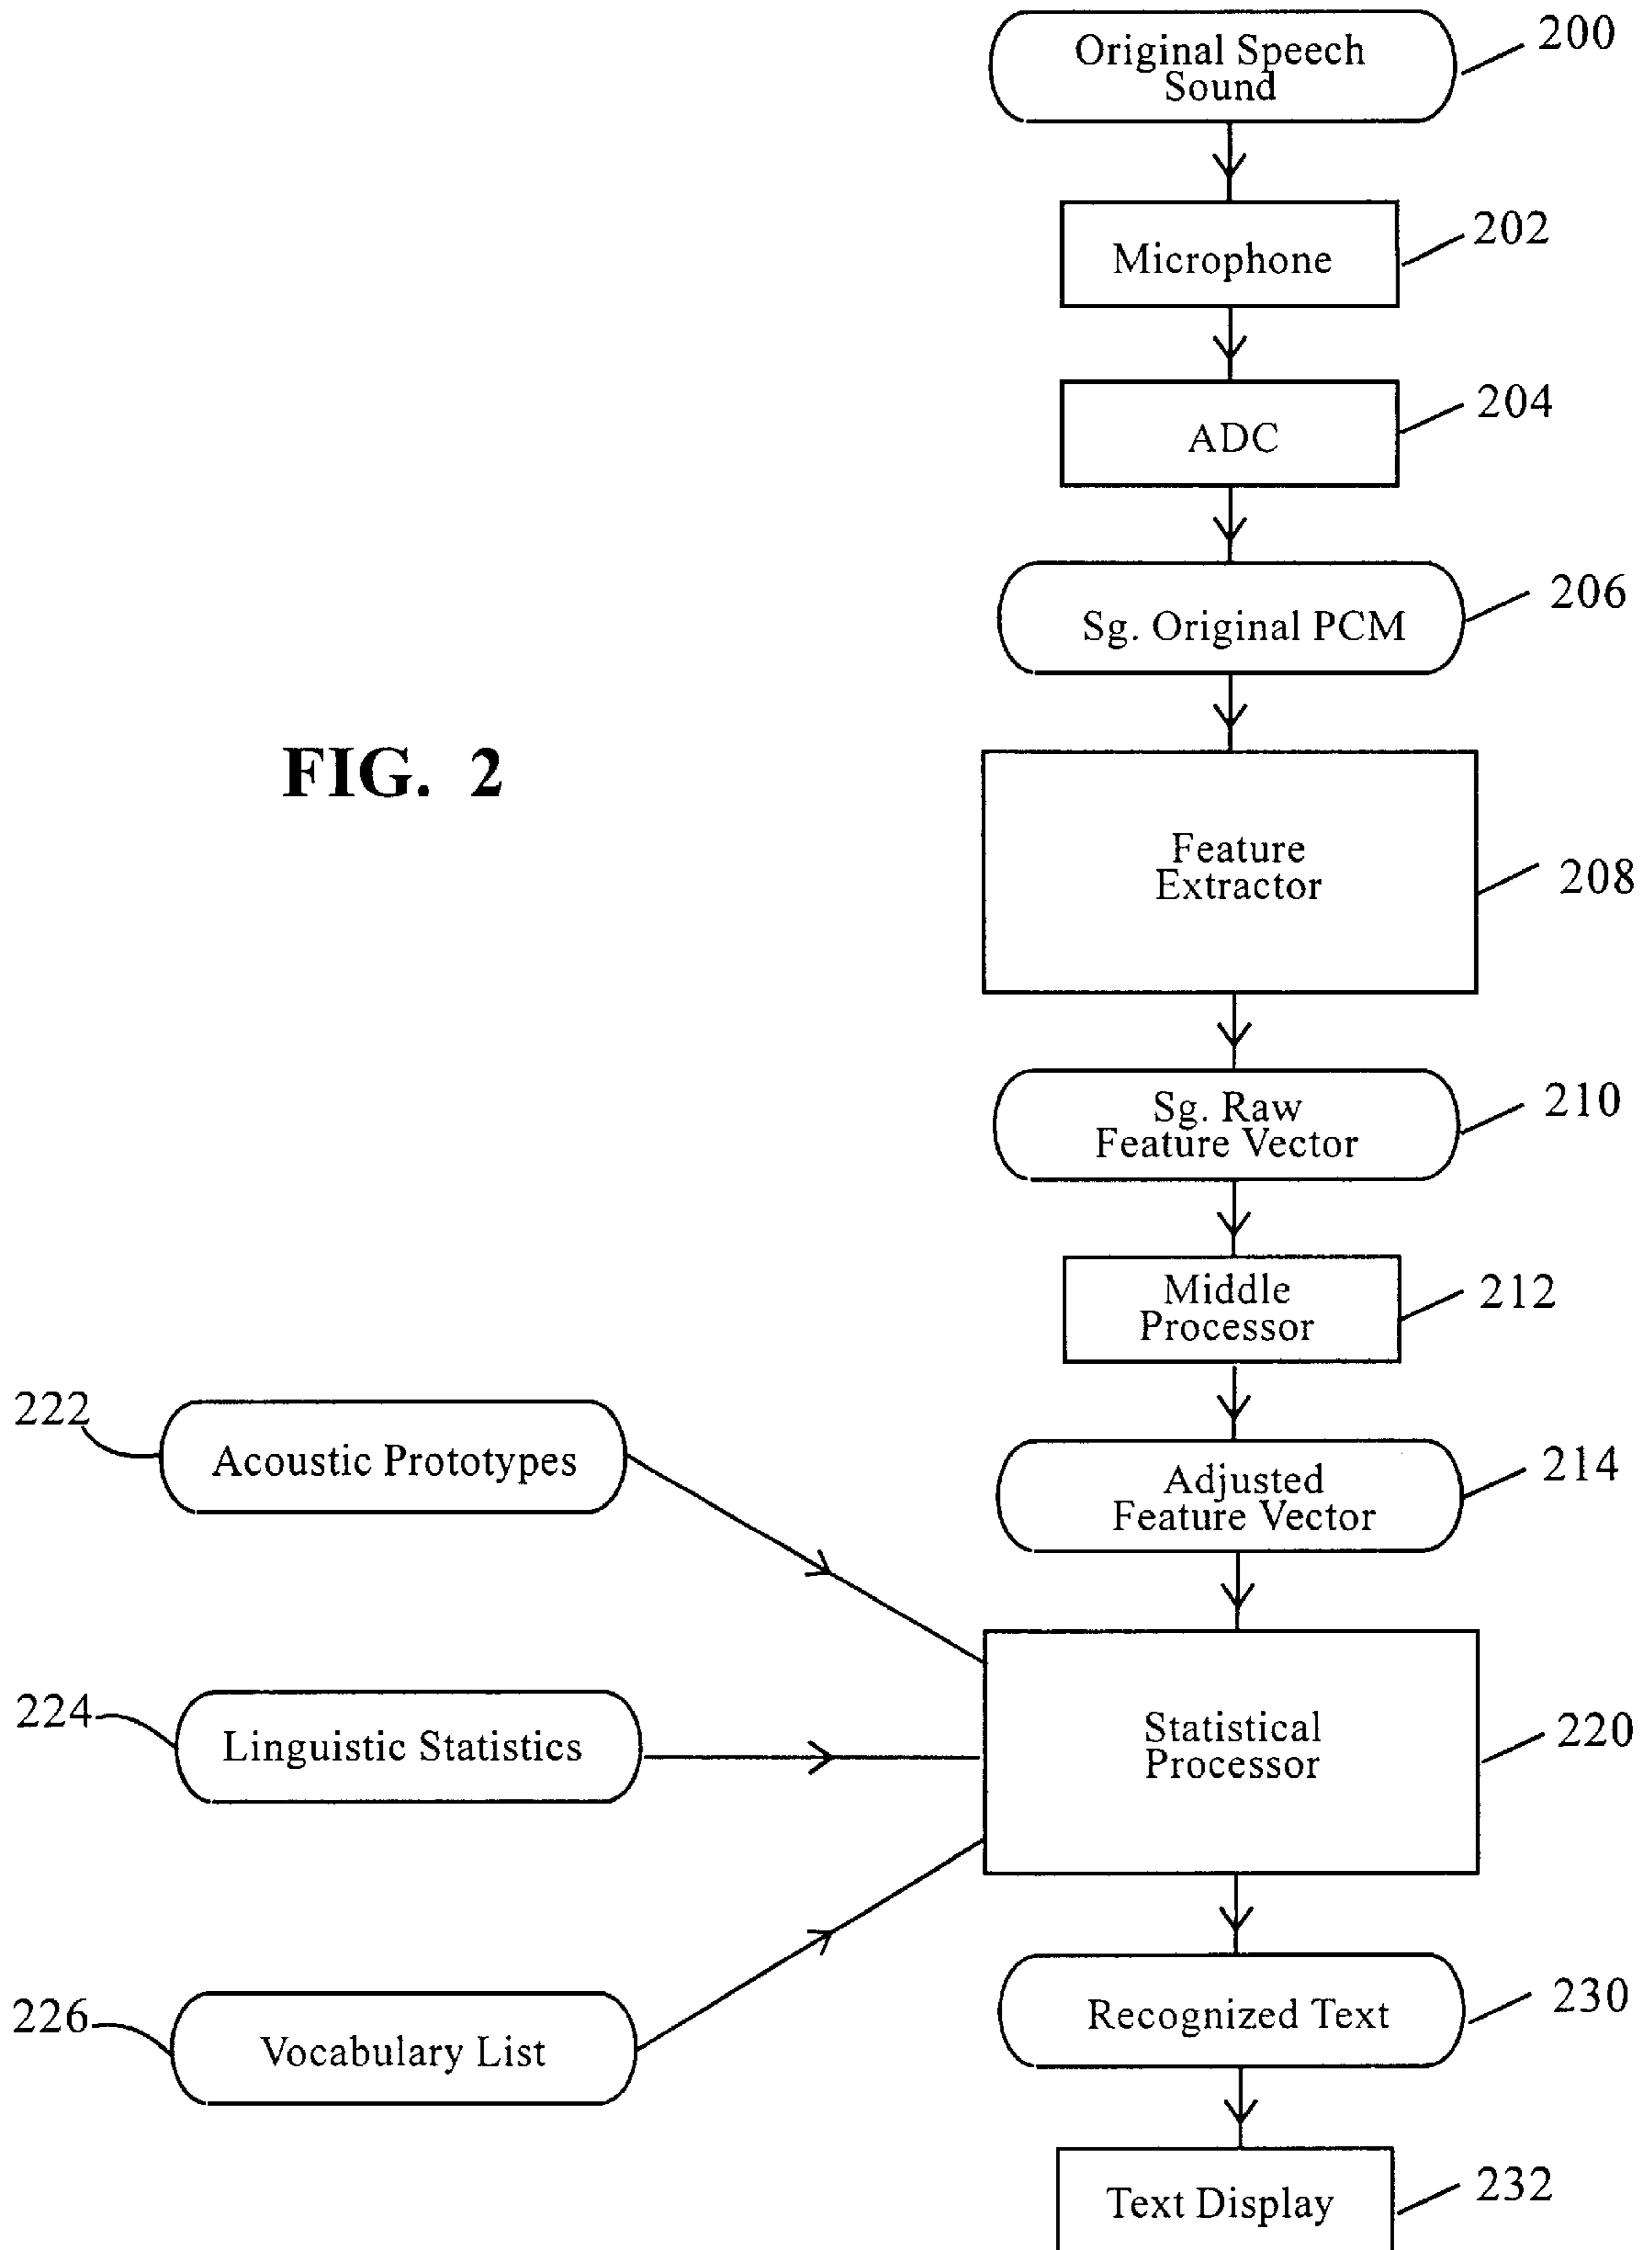 Original Speech
Sound
200
Microphone
202
ADC
204
Sg. Original PCM
206
FIG. 2
Feature
Extractor
208
Sg. Raw
Feature Vector
210
Middle
Processor
212
222
Acoustic Prototypes
Adjusted
Feature Vector
214
224
Linguistic Statistics
Statistical
Processor
220
226
Vocabulary List
Recognized Text
230
Text Display
232